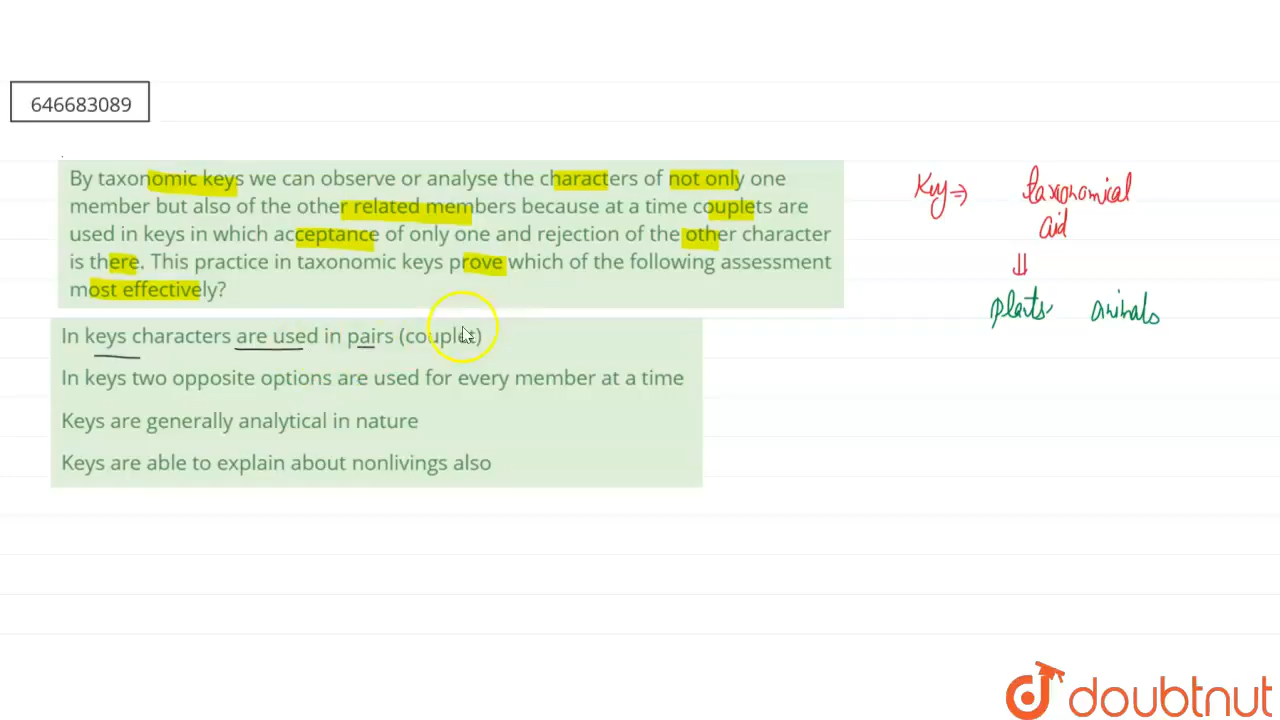 646683089
By taxonomic keys we can observe or analyse the characters of not only one
member but also of the other related members because at a time couplets are
used in keys in which acceptance of only one and rejection of the other character
is there. This practice in taxonomic keys prove which of the following assessment
most effectively?
In keys characters are used in pairs (couples)
In keys two opposite options are used for every member at a time
Keys are generally analytical in nature
Keys are able to explain about nonlivings also
Key ⇒ taxonomical
aid
⇓
plants animals
doubtnut